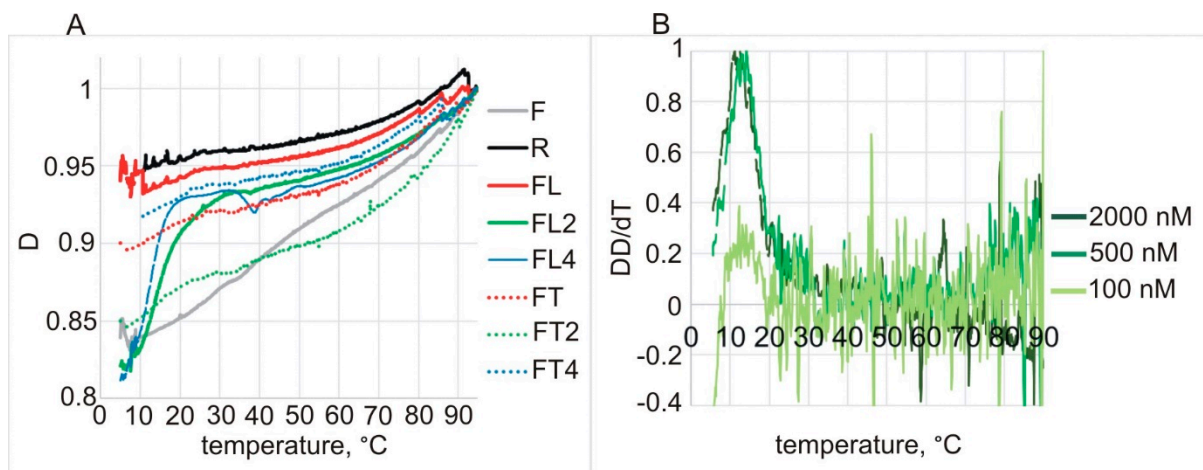 A
B
D
1
0.95
0.9
0.85
0.8
0 10 20 30 40 50 60 70 80 90
temperature, °C
F
R
FL
FL2
FL4
FT
FT2
FT4
DD/dT
1
0.8
0.6
0.4
0.2
0
-0.2
-0.4
0 10 20 30 40 50 60 70 80 90
temperature, °C
2000 nM
500 nM
100 nM